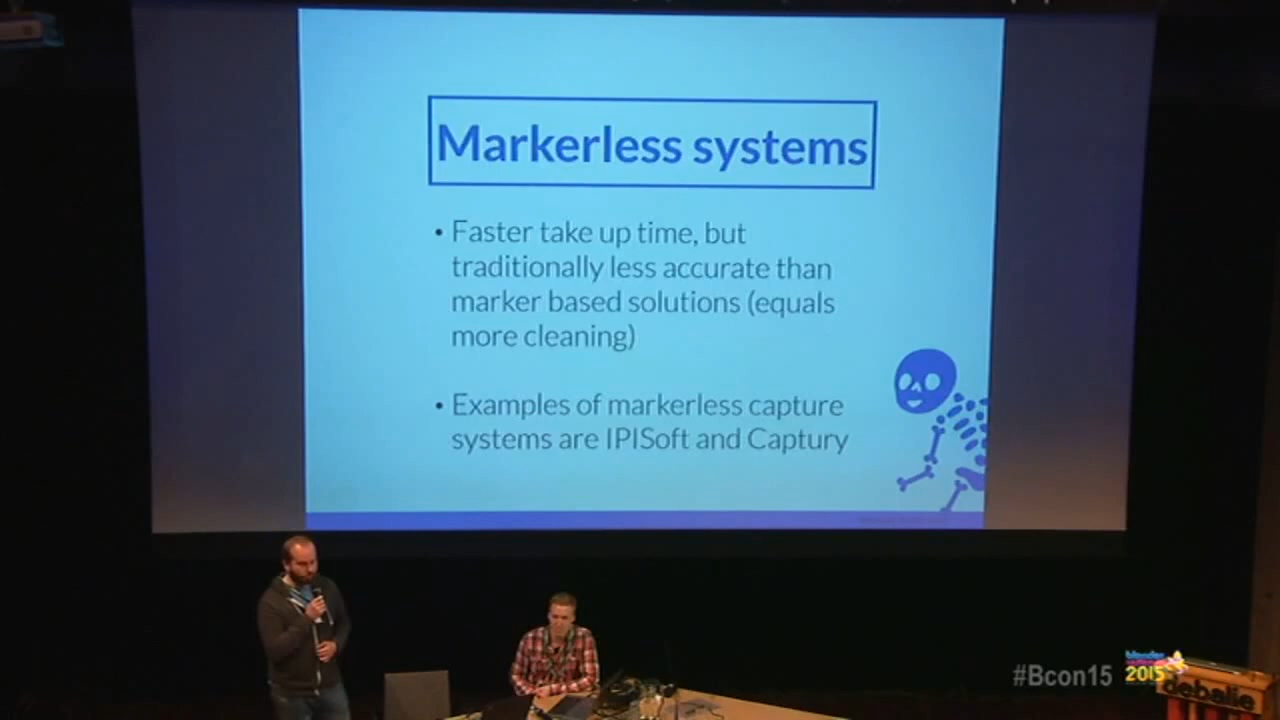 Markerless systems
• Faster take up time, but
traditionally less accurate than
marker based solutions (equals
more cleaning)
• Examples of markerless capture
systems are IPISoft and Captury
#Bcon15
blender
2015
debalie